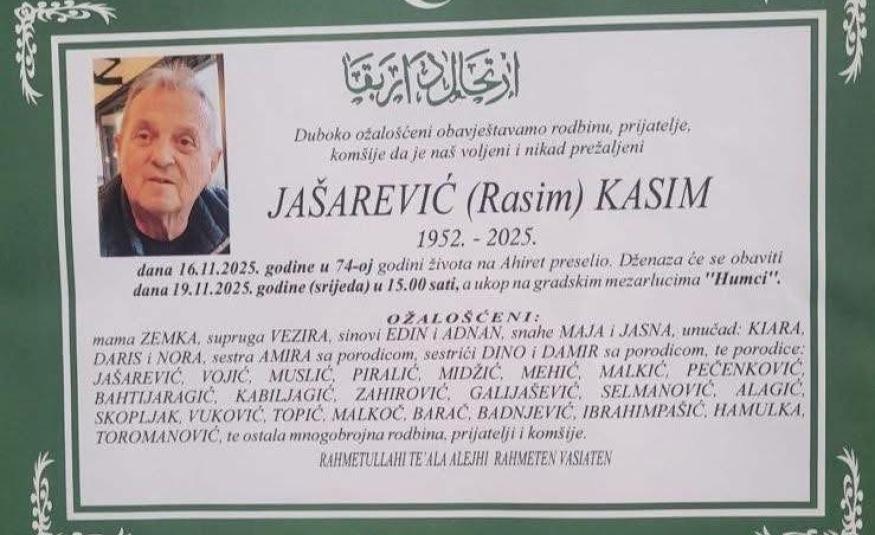 Duboko ožalošćeni obavještavamo rodbinu, prijatelje,
komšije da je naš voljeni i nikad prežaljeni
JAŠAREVIĆ (Rasim) KASIM
1952. - 2025.
dana 16.11.2025. godine u 74-oj godini života na Ahiret preselio. Dženaza će se obaviti
dana 19.11.2025. godine (srijeda) u 15.00 sati, a ukop na gradskim mezarlucima "Humci".
OŽALOŠĆENI:
mama ZEMKA, supruga VEZIRA, sinovi EDIN i ADNAN, snahe MAJA i JASNA, unučad: KIARA,
DARIS i NORA, sestra AMIRA sa porodicom, sestrići DINO i DAMIR sa porodicom, te porodice:
JAŠAREVIĆ, VOJIĆ, MUSLIĆ, PIRALIĆ, MIDŽIĆ, MEHIĆ, MALKIĆ, PEČENKOVIĆ,
BAHTIJARAGIĆ, KABILJAGIĆ, ZAHIROVIĆ, GALIJAŠEVIĆ, SELMANOVIĆ, ALAGIĆ,
SKOPLJAK, VUKOVIĆ, TOPIĆ, MALKOČ, BARAČ, BADNJEVIĆ, IBRAHIMPAŠIĆ, HAMULKA,
TOROMANOVIĆ, te ostala mnogobrojna rodbina, prijatelji i komšije.
RAHMETULLAHI TE'ALA ALEJHI RAHMETEN VASIATEN